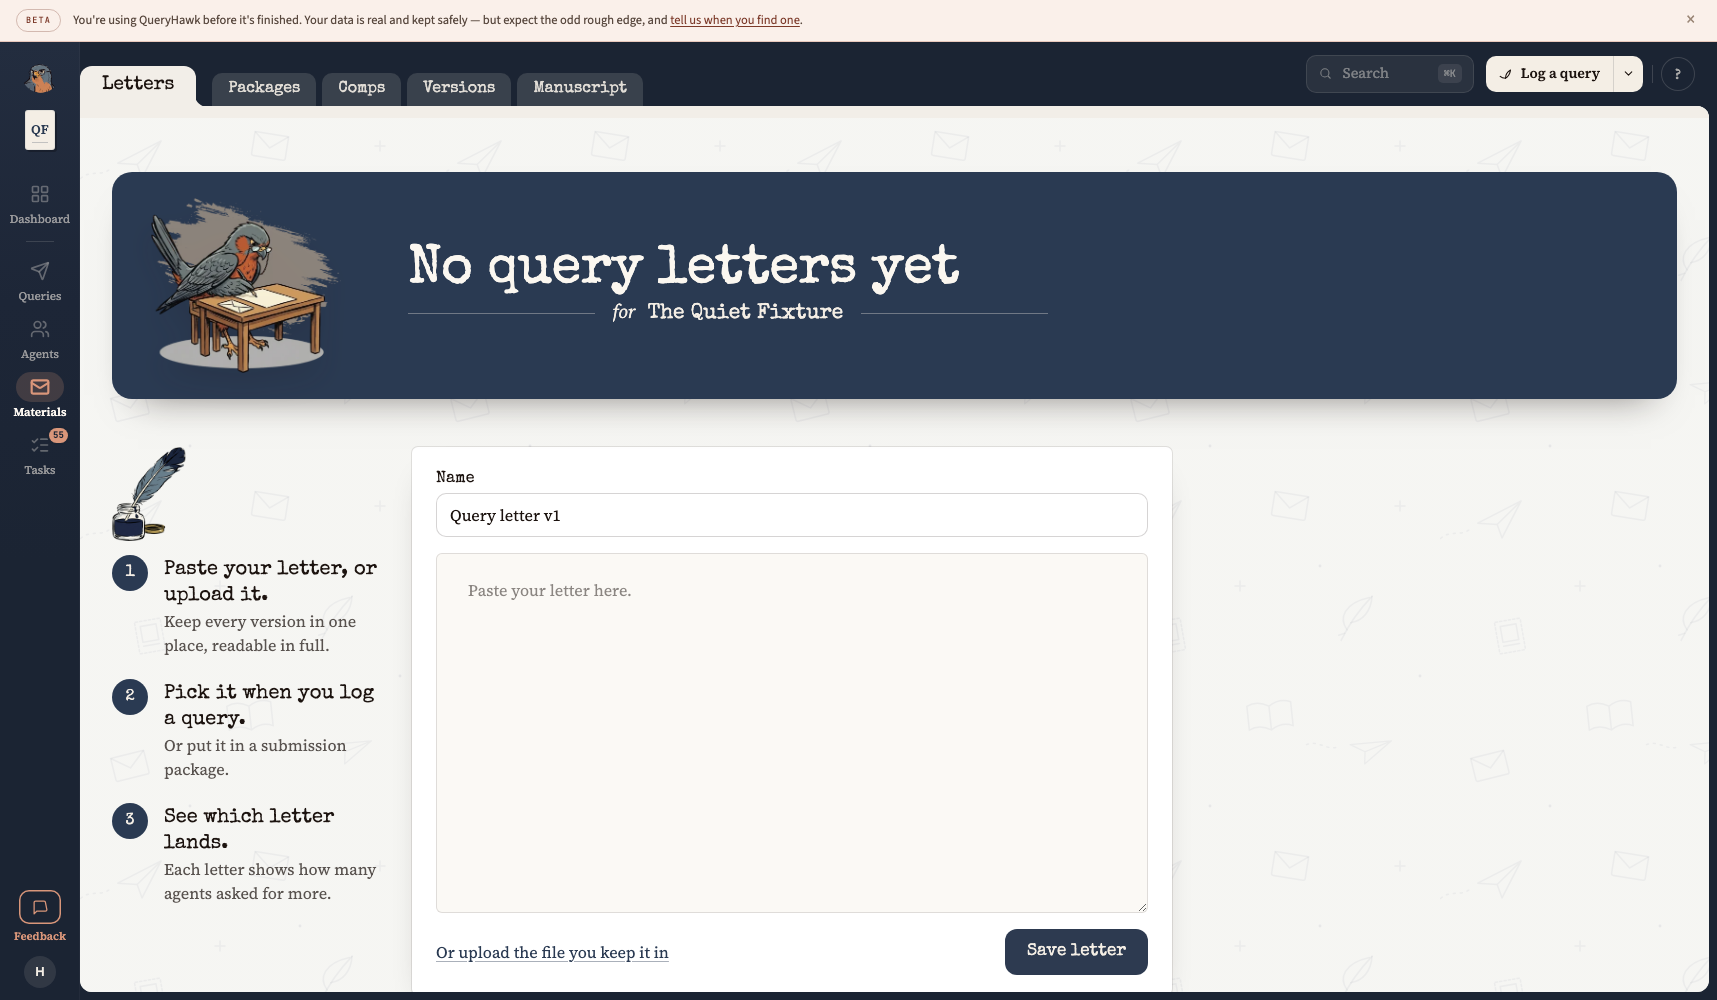 BETA
You're using QueryHawk before it's finished. Your data is real and kept safely — but expect the odd rough edge, and tell us when you find one.
×
Letters
Packages
Comps
Versions
Manuscript
Search
⌘K
Log a query
?
QF
Dashboard
Queries
Agents
Materials
55
Tasks
Feedback
H
No query letters yet
for The Quiet Fixture
1
Paste your letter, or
upload it.
Keep every version in one
place, readable in full.
2
Pick it when you log
a query.
Or put it in a submission
package.
3
See which letter
lands.
Each letter shows how many
agents asked for more.
Name
Query letter v1
Paste your letter here.
Or upload the file you keep it in
Save letter